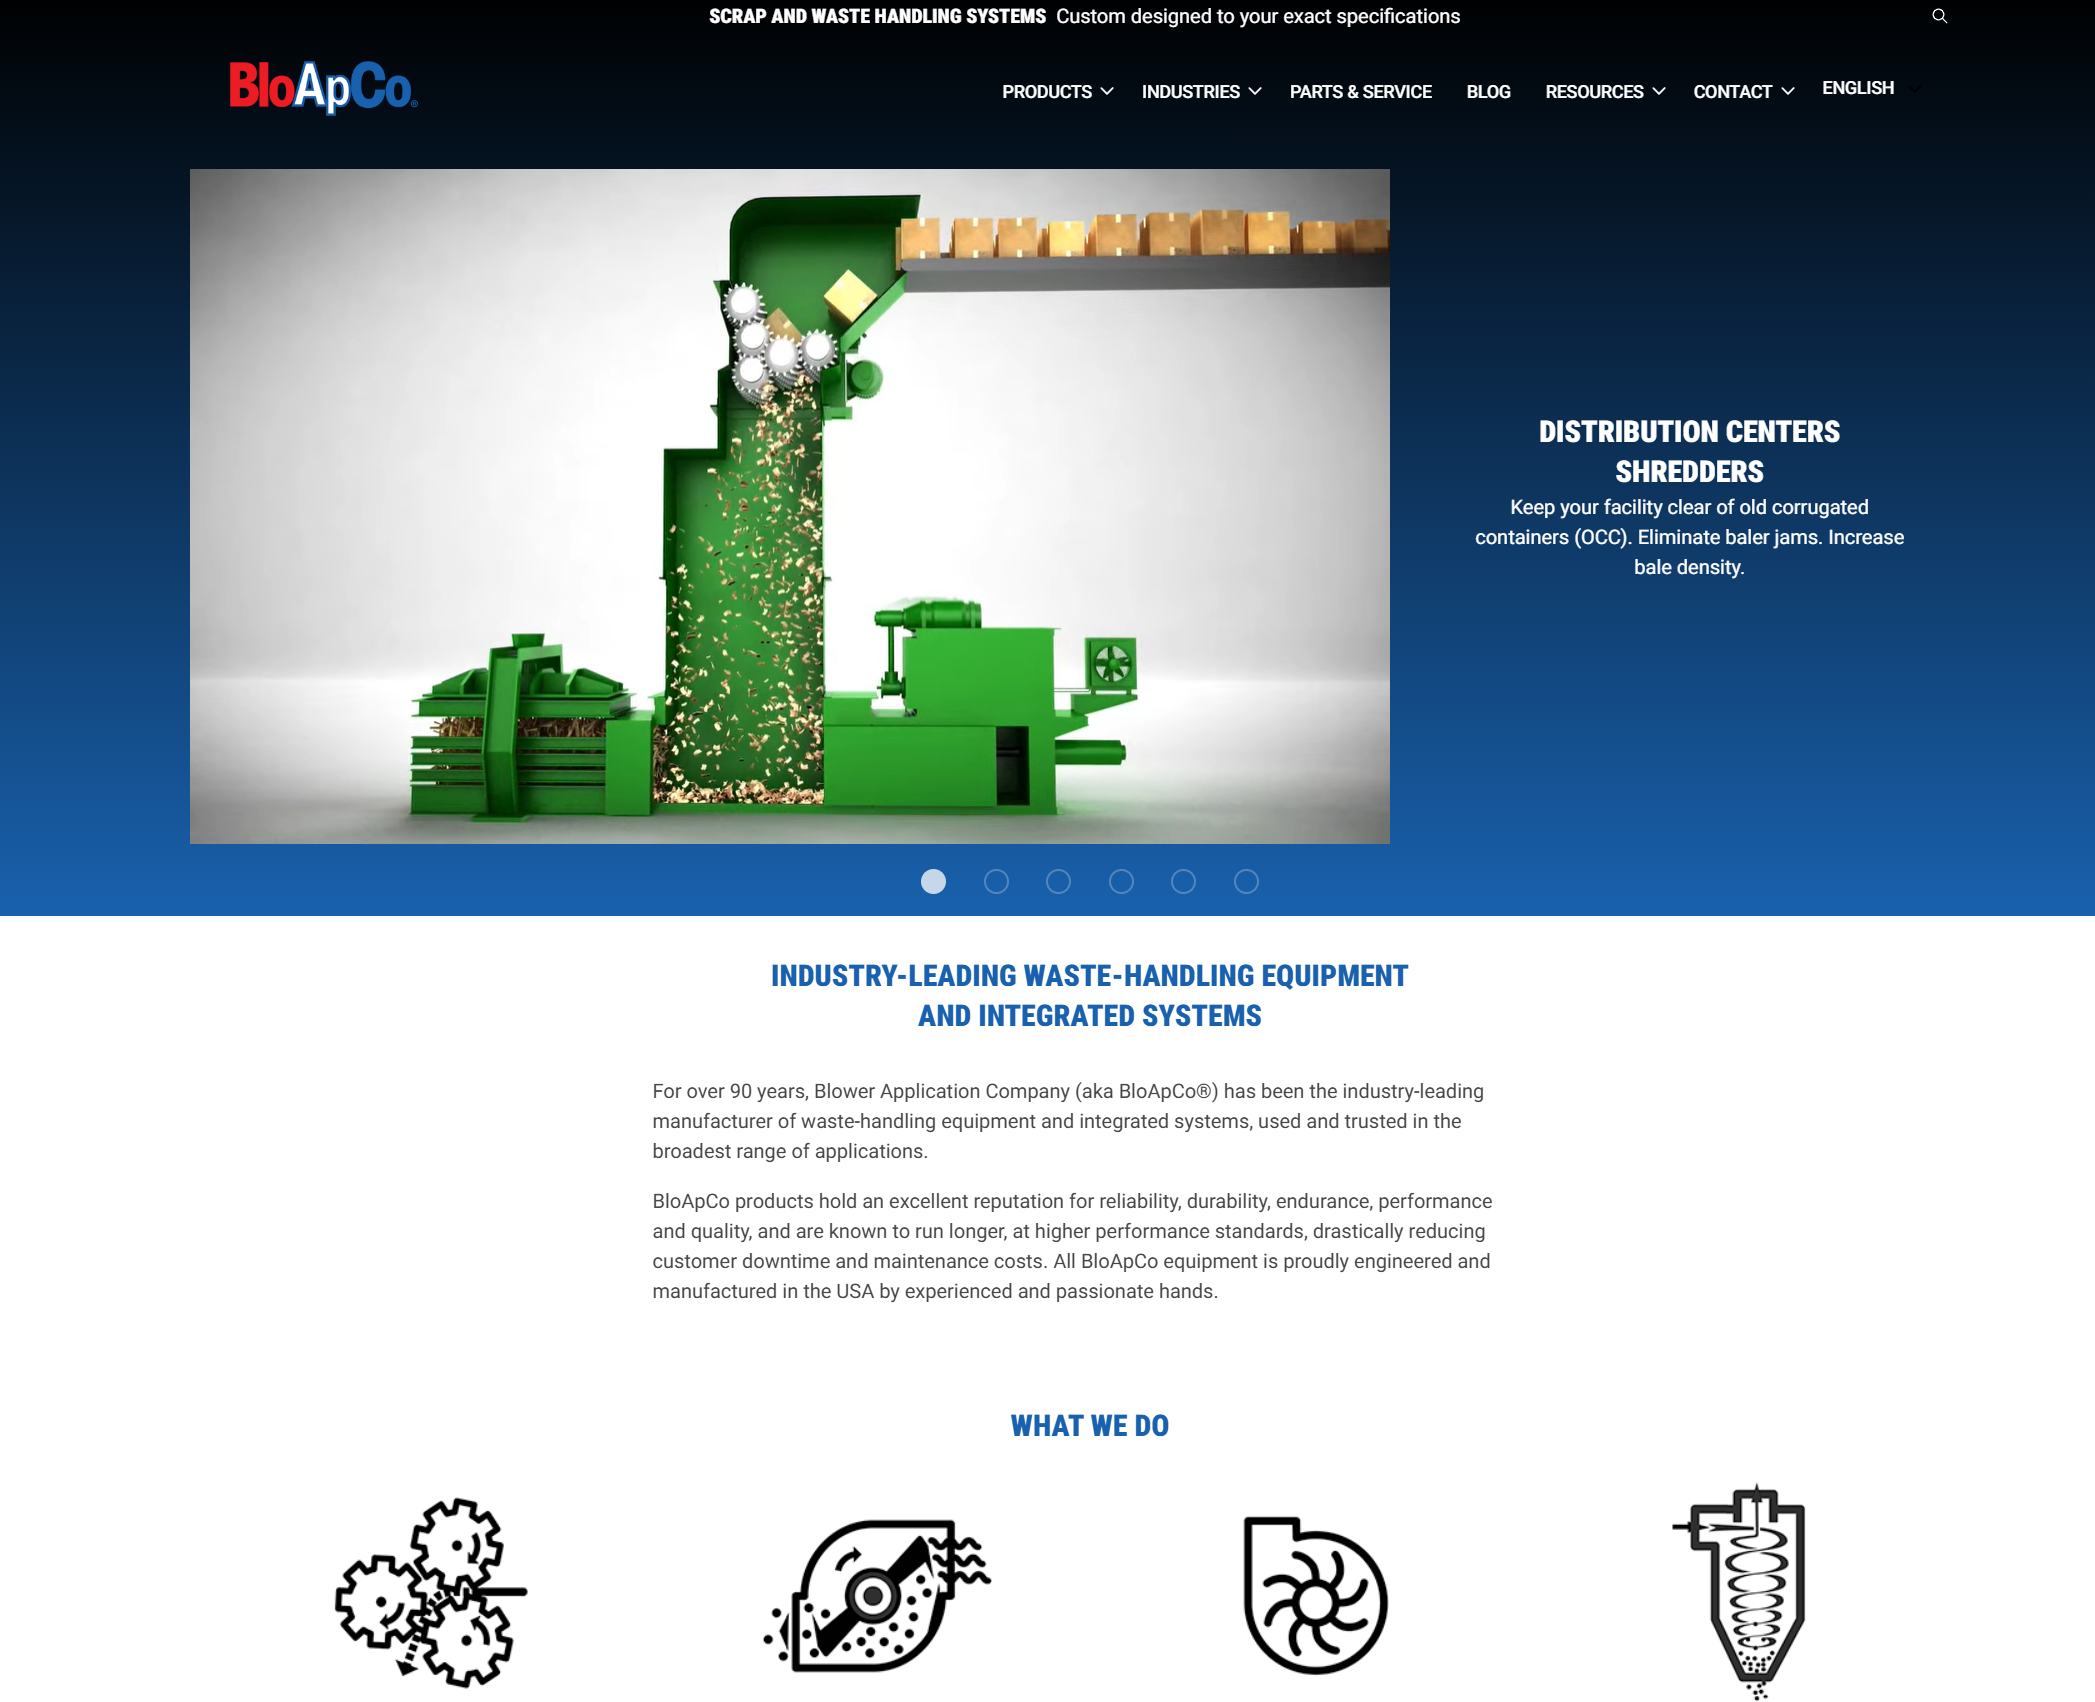 SCRAP AND WASTE HANDLING SYSTEMS Custom designed to your exact specifications
BloApCo®
PRODUCTS
INDUSTRIES
PARTS & SERVICE
BLOG
RESOURCES
CONTACT
ENGLISH
DISTRIBUTION CENTERS
SHREDDERS
Keep your facility clear of old corrugated
containers (OCC). Eliminate baler jams. Increase
bale density.
INDUSTRY-LEADING WASTE-HANDLING EQUIPMENT
AND INTEGRATED SYSTEMS
For over 90 years, Blower Application Company (aka BloApCo®) has been the industry-leading
manufacturer of waste-handling equipment and integrated systems, used and trusted in the
broadest range of applications.
BloApCo products hold an excellent reputation for reliability, durability, endurance, performance
and quality, and are known to run longer, at higher performance standards, drastically reducing
customer downtime and maintenance costs. All BloApCo equipment is proudly engineered and
manufactured in the USA by experienced and passionate hands.
WHAT WE DO